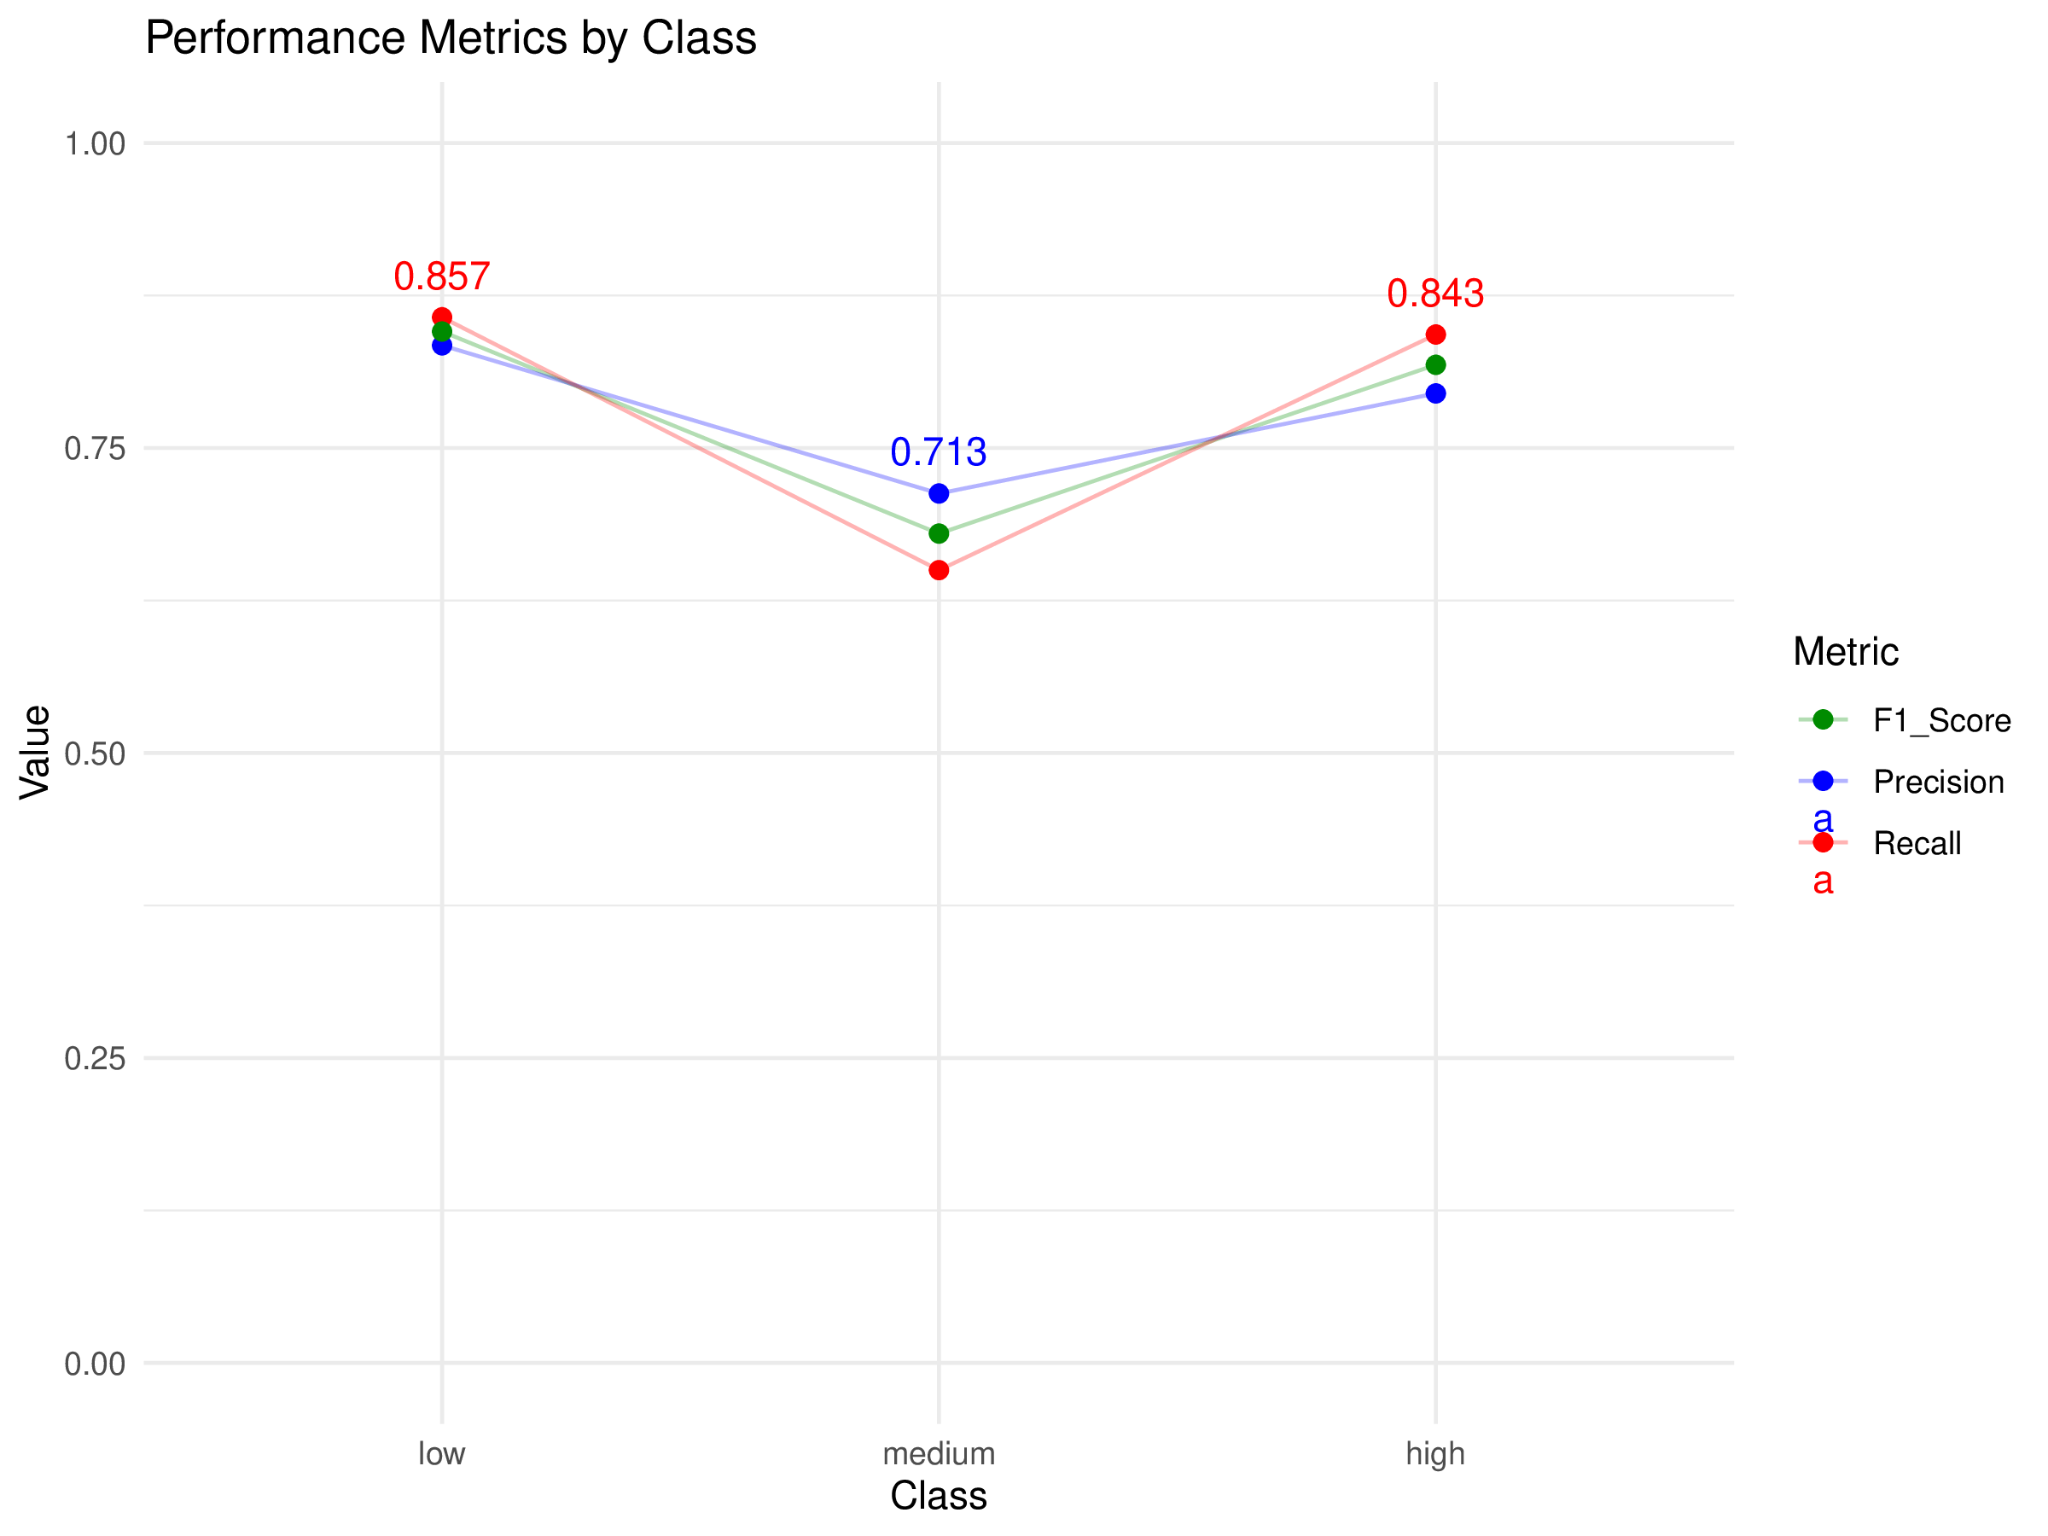 Performance Metrics by Class
1.00
0.75
0.50
0.25
0.00
Value
0.857
0.713
0.843
low
medium
high
Class
Metric
F1_Score
Precision
a
Recall
a